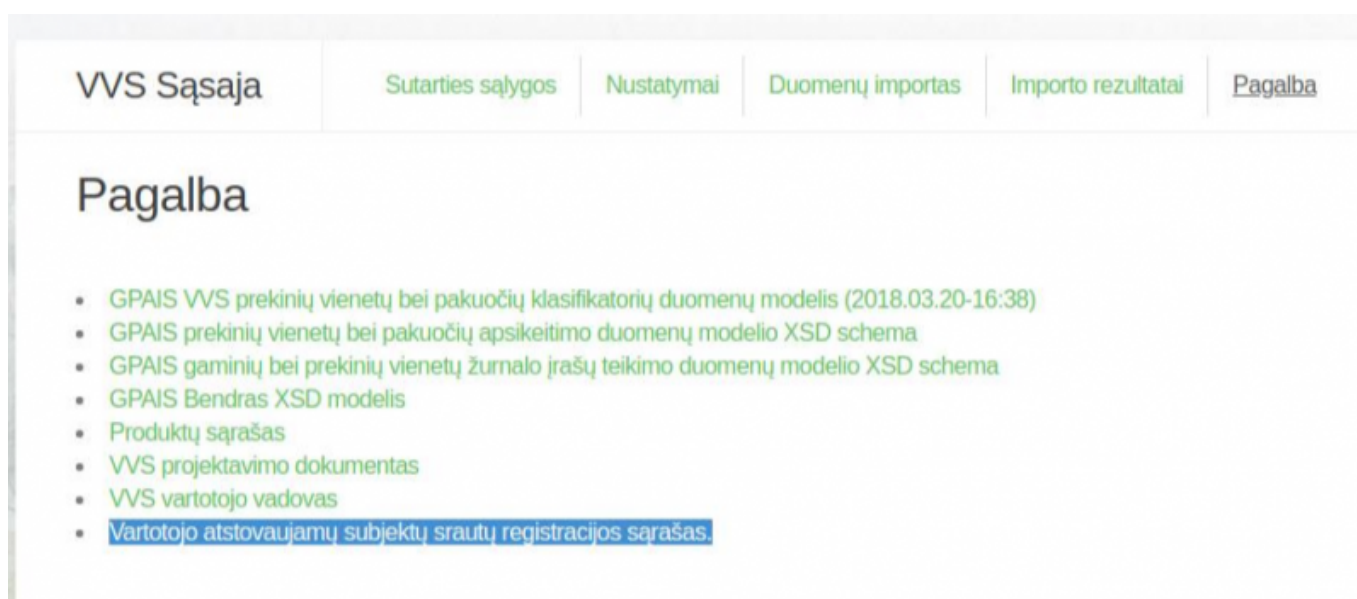 VVS Sąsaja Sutarties sąlygos Nustatymai Duomenų importas Importo rezultatai Pagalba
Pagalba
GPAIS VVS prekinių vienetų bei pakuočių klasifikatorių duomenų modelis (2018.03.20-16:38)
GPAIS prekinių vienetų bei pakuočių apsikeitimo duomenų modelio XSD schema
GPAIS gaminių bei prekinių vienetų žurnalo įrašų teikimo duomenų modelio XSD schema
GPAIS Bendras XSD modelis
Produktų sąrašas
VVS projektavimo dokumentas
VVS vartotojo vadovas
Vartotojo atstovaujamų subjektų srautų registracijos sąrašas.